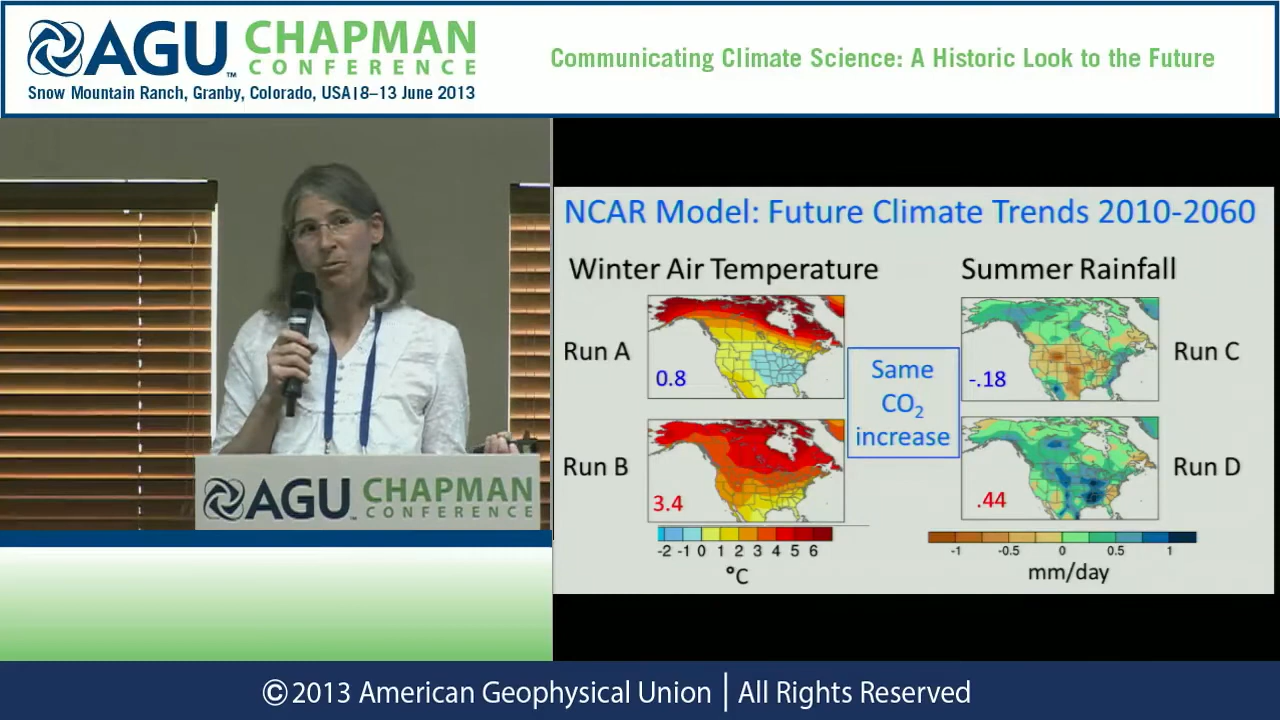 AGU CHAPMAN
™ CONFERENCE
Snow Mountain Ranch, Granby, Colorado, USA|8–13 June 2013
Communicating Climate Science: A Historic Look to the Future
AGU CHAPMAN
CONFERENCE
NCAR Model: Future Climate Trends 2010-2060
Winter Air Temperature
Summer Rainfall
Run A
0.8
Same
CO₂
increase
-.18
Run C
Run B
3.4
.44
Run D
-2 -1 0 1 2 3 4 5 6
°C
-1 -0.5 0 0.5 1
mm/day
©2013 American Geophysical Union | All Rights Reserved